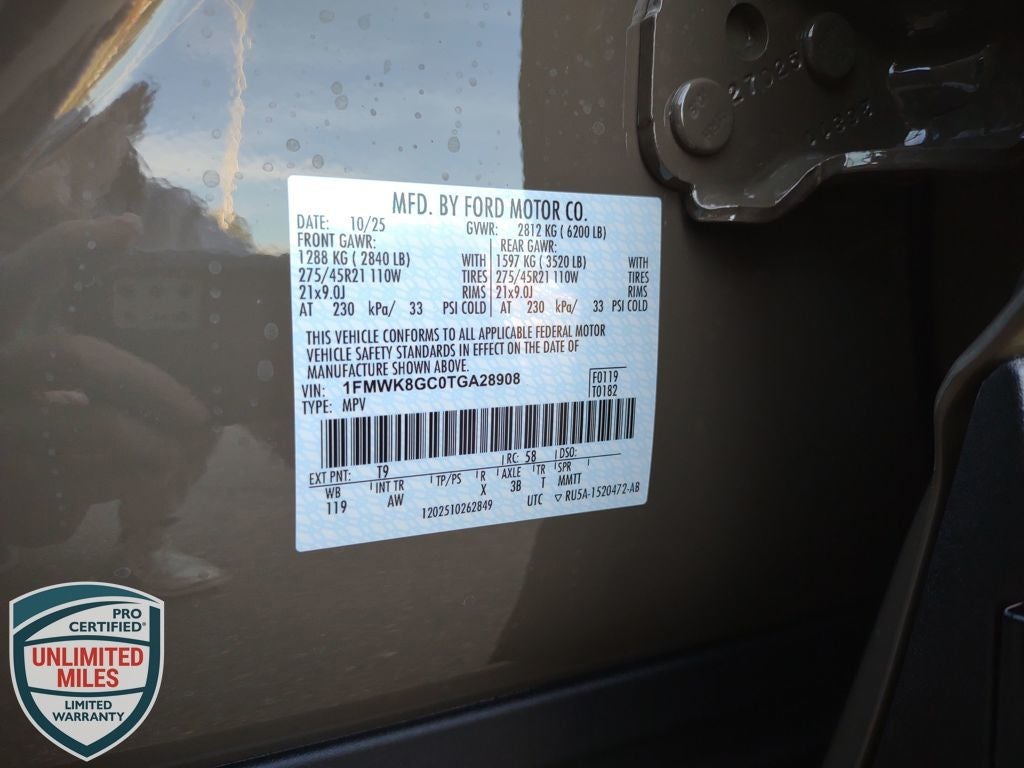 27026
MFD. BY FORD MOTOR CO.
DATE: 10/25 GVWR: 2812 KG ( 6200 LB)
FRONT GAWR: REAR GAWR:
1288 KG ( 2840 LB) WITH 1597 KG ( 3520 LB) WITH
275/45R21 110W TIRES 275/45R21 110W TIRES
21x9.0J RIMS 21x9.0J RIMS
AT 230 kPa/ 33 PSI COLD AT 230 kPa/ 33 PSI COLD
THIS VEHICLE CONFORMS TO ALL APPLICABLE FEDERAL MOTOR
VEHICLE SAFETY STANDARDS IN EFFECT ON THE DATE OF
MANUFACTURE SHOWN ABOVE.
VIN: 1FMWK8GC0TGA28908 F0119
TYPE: MPV T0182
EXT PNT: T9 RC: 58 DSO:
WB INT TR TP/PS R AXLE TR SPR
119 AW X 3B T MMTT
1202510262849 UTC ▽ RU5A-1520472-AB
PRO
CERTIFIED®
UNLIMITED
MILES
LIMITED
WARRANTY